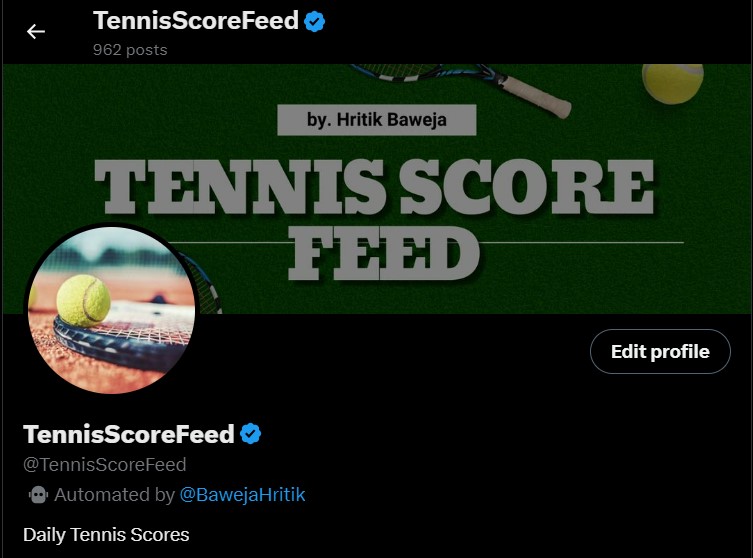 TennisScoreFeed
962 posts
by. Hritik Baweja
TENNIS SCORE
FEED
Edit profile
TennisScoreFeed
@TennisScoreFeed
Automated by @BawejaHritik
Daily Tennis Scores